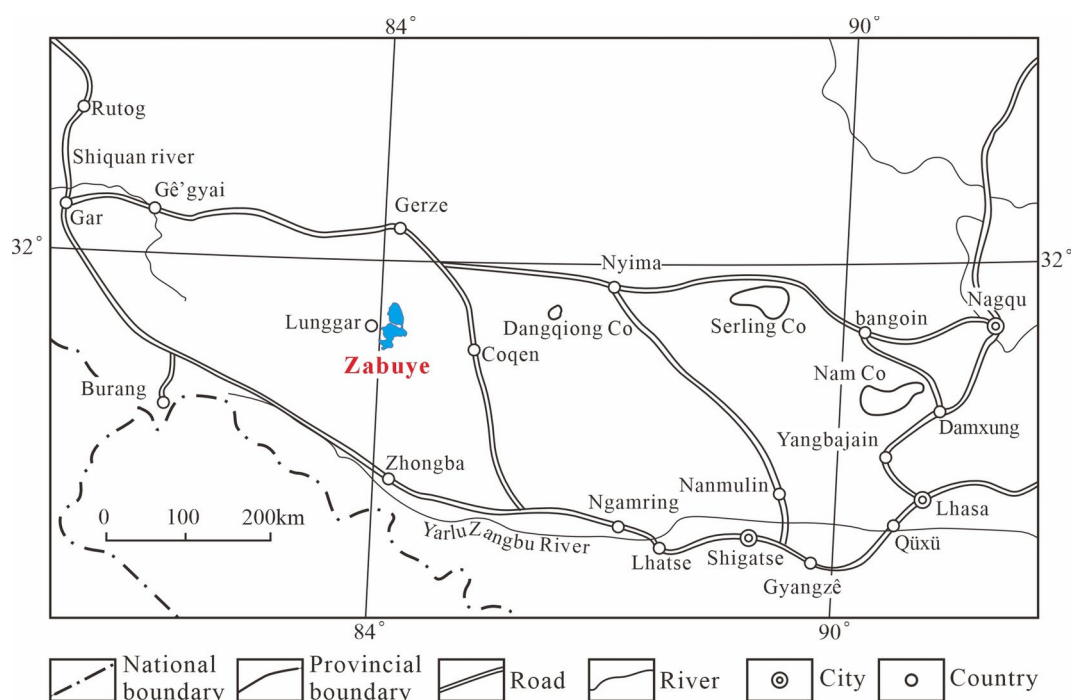 84°
90°
Rutog
Shiquan river
Gê’gyai
Gar
Gerze
32°
32°
Nyima
Nagqu
Lunggar
Dangqiong Co
Serling Co
bangoin
Zabuye
Coqen
Nam Co
Burang
Damxung
Yangbajain
Zhongba
Nanmulin
Ngamring
Lhasa
0 100 200km
Yarlu Zangbu River
Qüxü
Lhatse
Shigatse
Gyangzê
84°
90°
National
boundary
Provincial
boundary
Road
River
City
Country